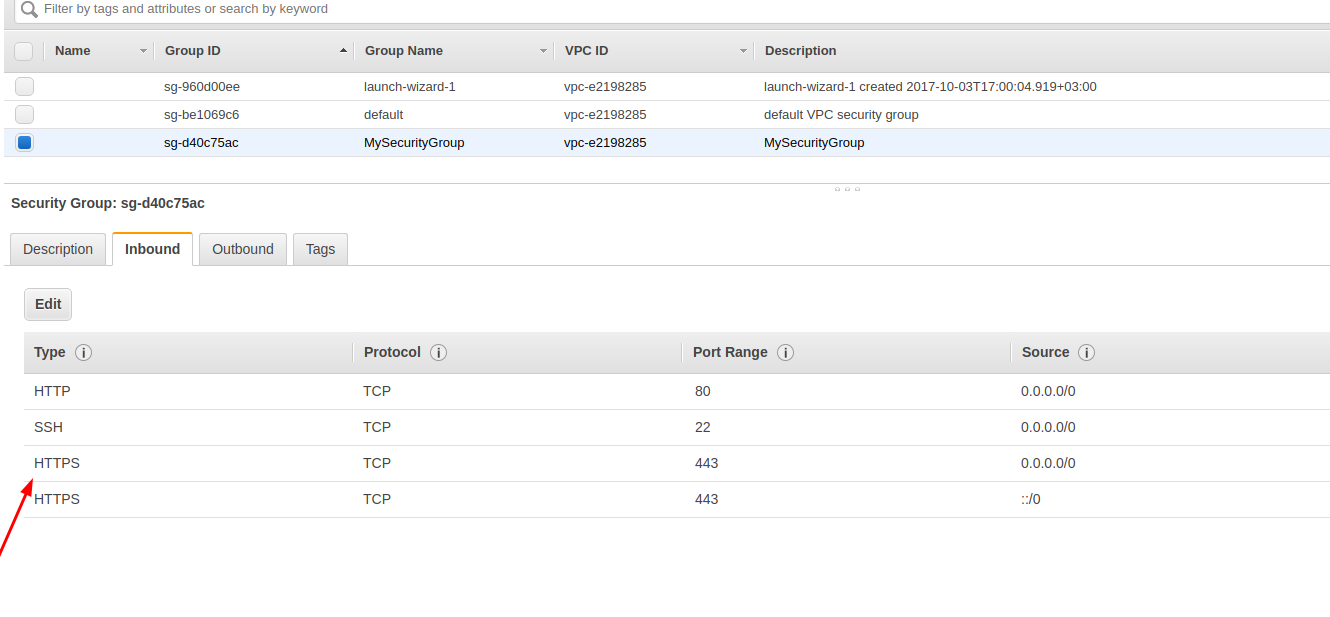 Filter by tags and attributes or search by keyword
Name Group ID Group Name VPC ID Description
sg-960d00ee launch-wizard-1 vpc-e2198285 launch-wizard-1 created 2017-10-03T17:00:04.919+03:00
sg-be1069c6 default vpc-e2198285 default VPC security group
sg-d40c75ac MySecurityGroup vpc-e2198285 MySecurityGroup
Security Group: sg-d40c75ac
Description Inbound Outbound Tags
Edit
Type i Protocol i Port Range i Source i
HTTP TCP 80 0.0.0.0/0
SSH TCP 22 0.0.0.0/0
HTTPS TCP 443 0.0.0.0/0
HTTPS TCP 443 ::/0